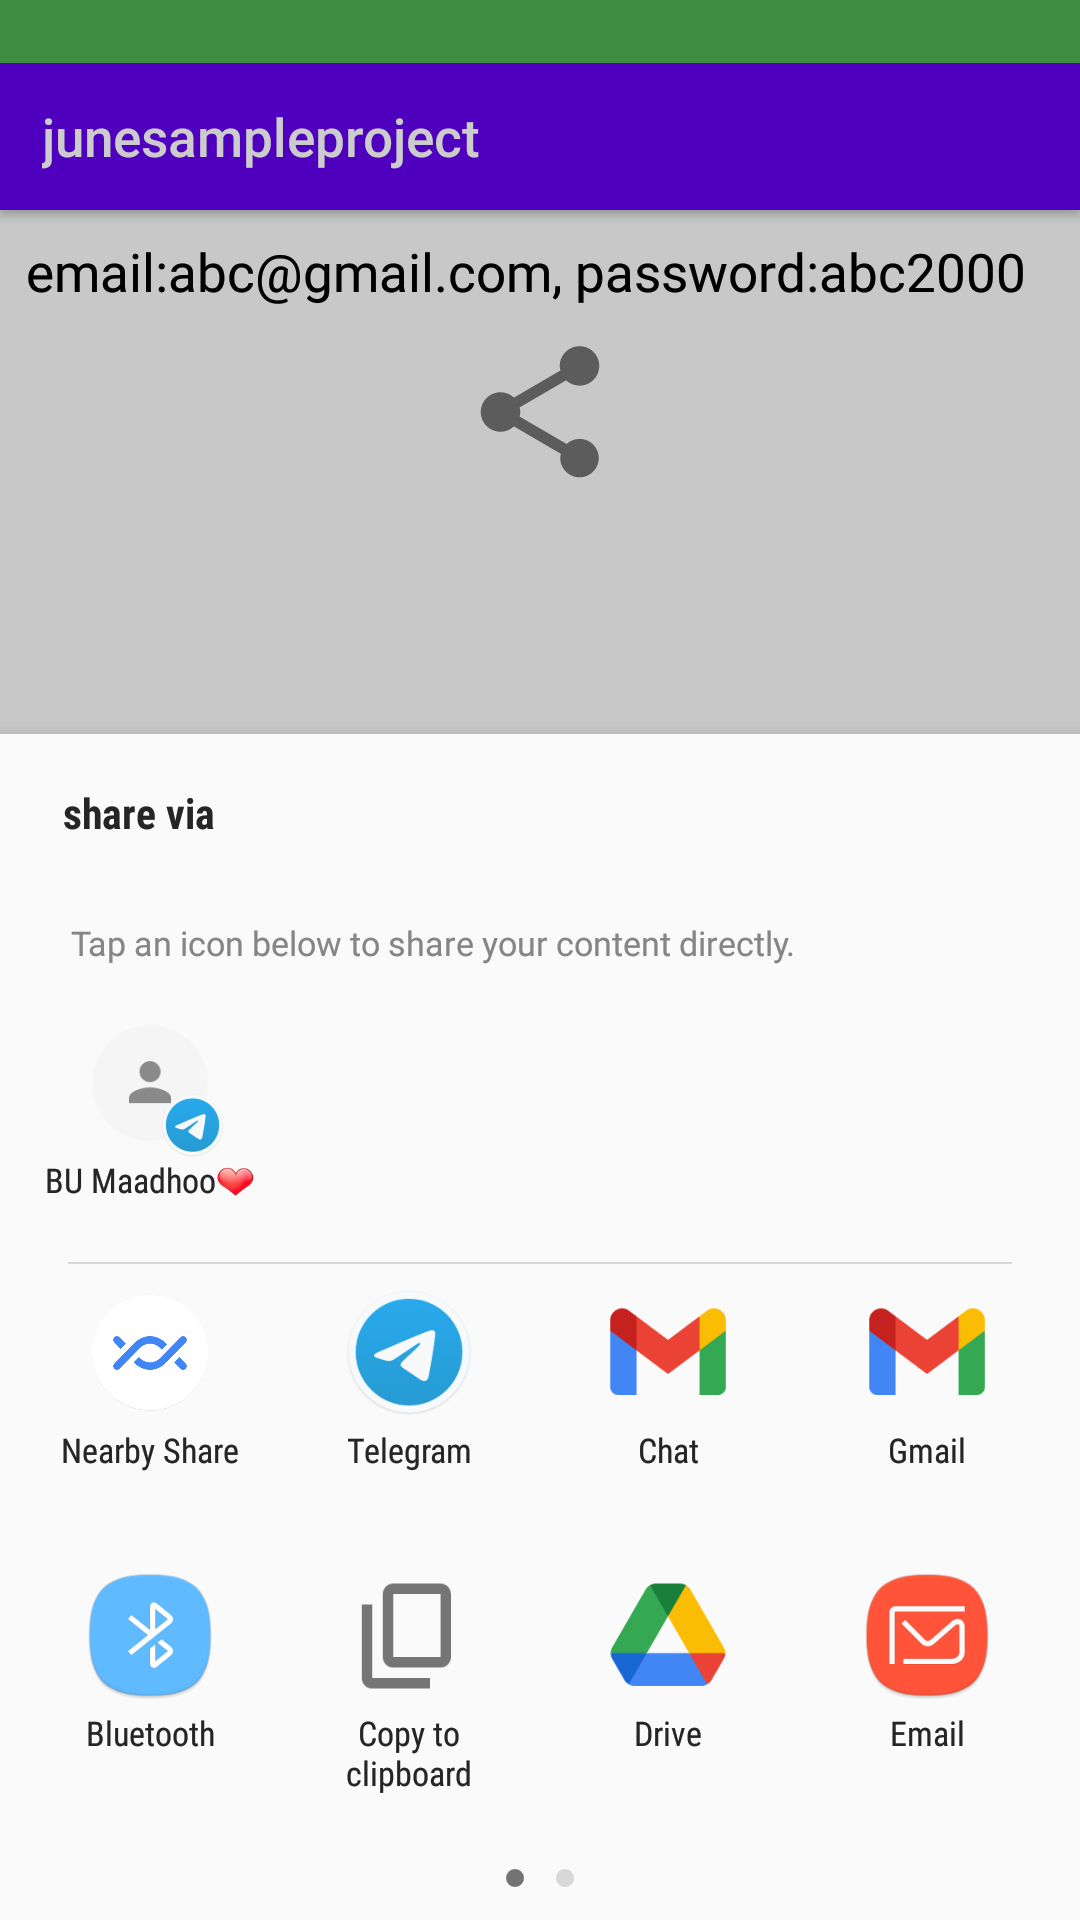 junesampleproject
email:abc@gmail.com, password:abc2000
share via
Tap an icon below to share your content directly.
BU Maadhoo❤️
Nearby Share
Telegram
Chat
Gmail
Bluetooth
Copy to
clipboard
Drive
Email